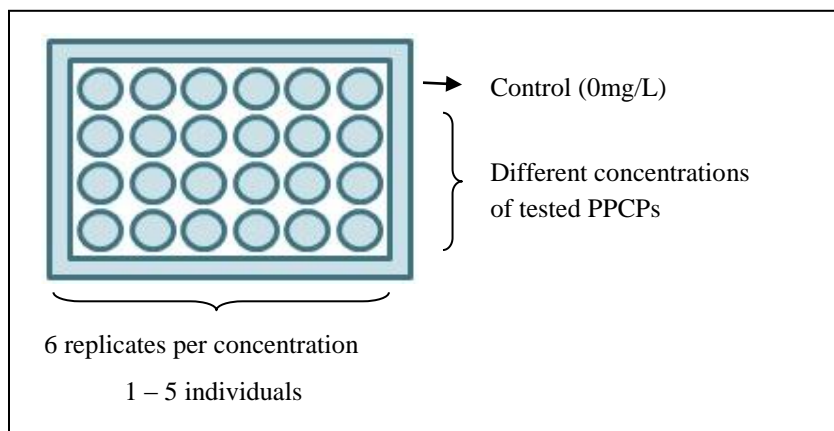 Control (0mg/L)
Different concentrations
of tested PPCPs
6 replicates per concentration
1 – 5 individuals